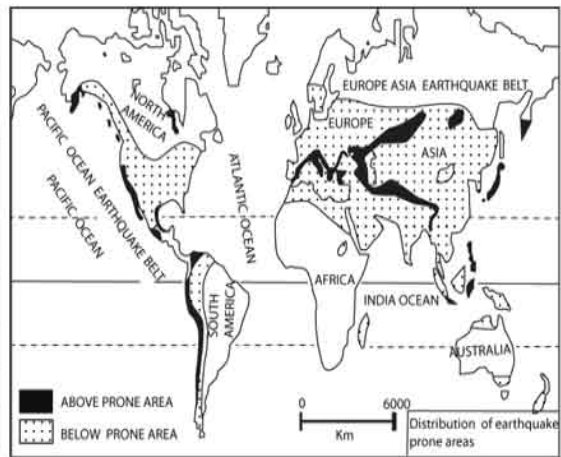 EUROPE ASIA EARTHQUAKE BELT
NORTH
AMERICA
EUROPE
ASIA
PACIFIC OCEAN EARTHQUAKE BELT
PACIFIC OCEAN
ATLANTIC OCEAN
AFRICA
INDIA OCEAN
SOUTH
AMERICA
AUSTRALIA
ABOVE PRONE AREA
BELOW PRONE AREA
0 6000
Km
Distribution of earthquake
prone areas